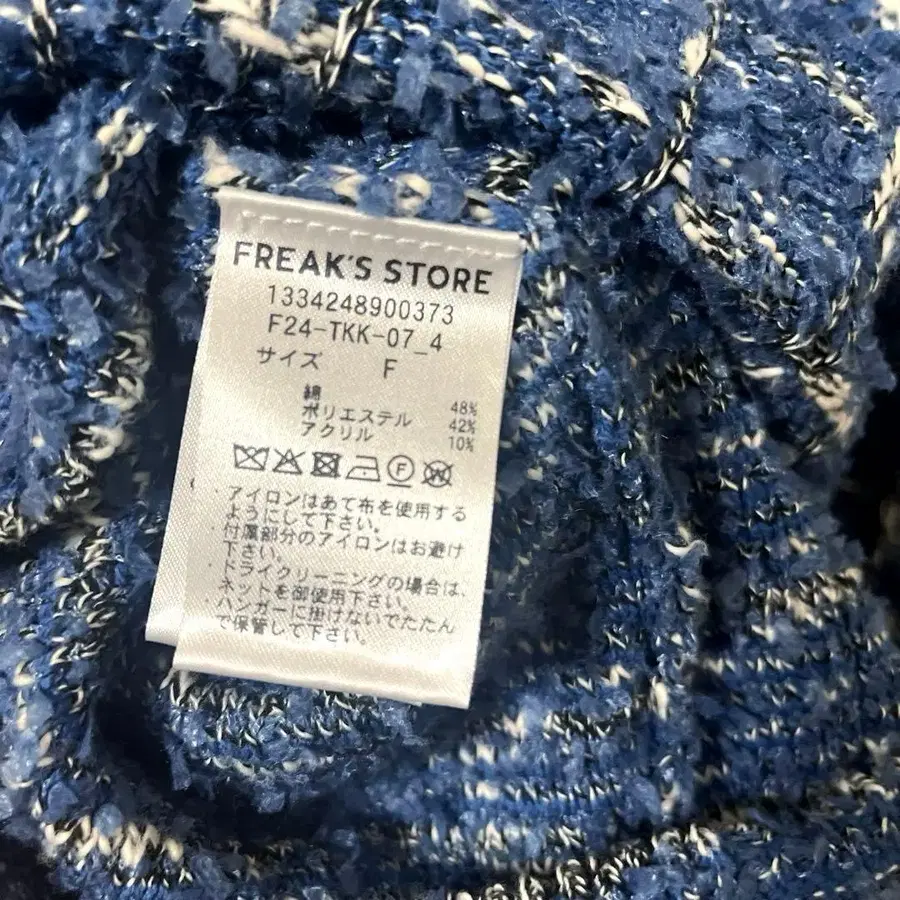 FREAK'S STORE
1334248900373
F24-TKK-07_4
サイズ F
綿 48%
ポリエステル 42%
アクリル 10%
F W
・アイロンはあて布を使用する
ようにして下さい。
・付属部分のアイロンはお避け
下さい。
・ドライクリーニングの場合は、
ネットを御使用下さい。
ハンガーに掛けないでたたん
で保管して下さい。